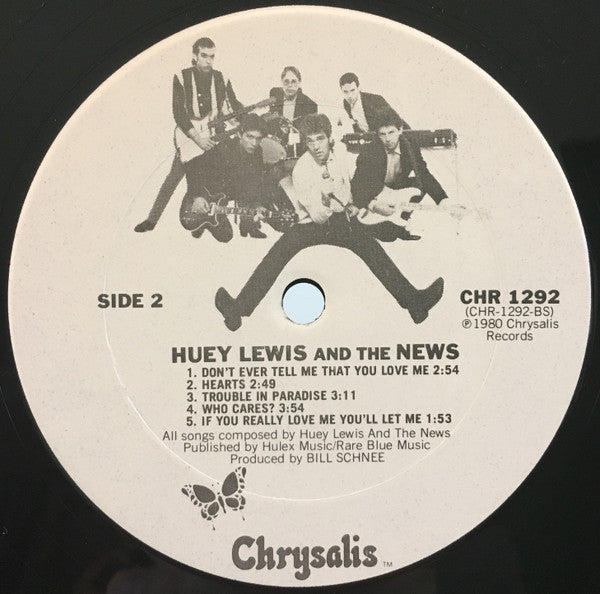 SIDE 2
CHR 1292
(CHR-1292-BS)
℗1980 Chrysalis
Records
HUEY LEWIS AND THE NEWS
1. DON'T EVER TELL ME THAT YOU LOVE ME 2:54
2. HEARTS 2:49
3. TROUBLE IN PARADISE 3:11
4. WHO CARES? 3:54
5. IF YOU REALLY LOVE ME YOU'LL LET ME 1:53
All songs composed by Huey Lewis And The News
Published by Hulex Music/Rare Blue Music
Produced by BILL SCHNEE
Chrysalis ™